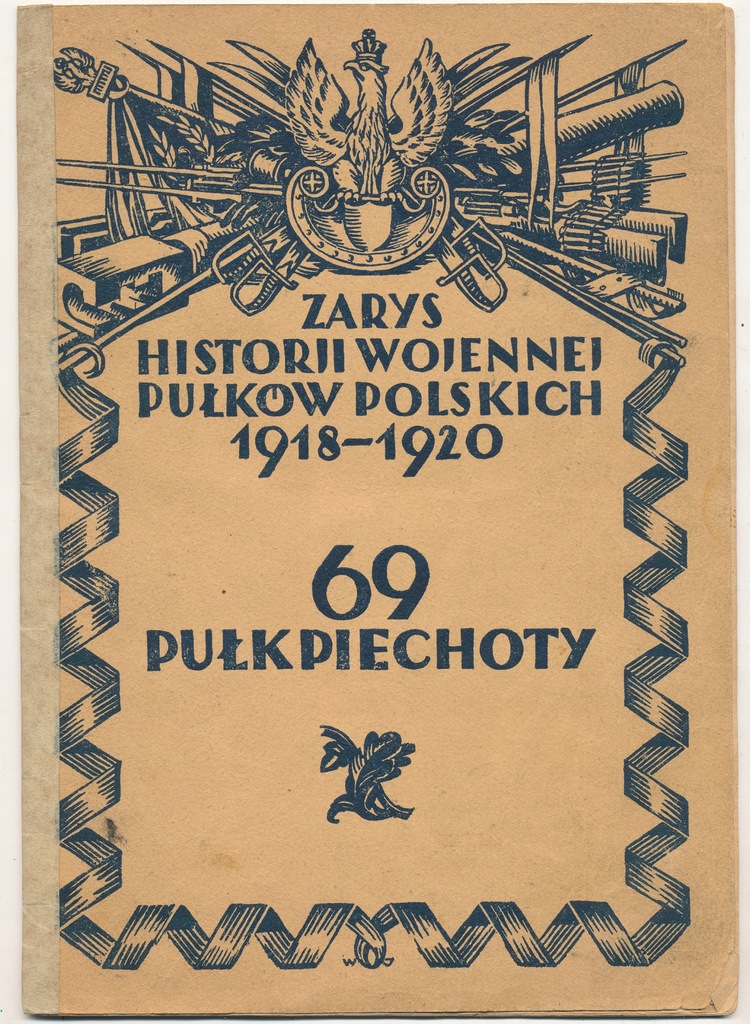 ZARYS
HISTORJI WOJENNEJ
PUŁKÓW POLSKICH
1918–1920
69
PUŁK PIECHOTY